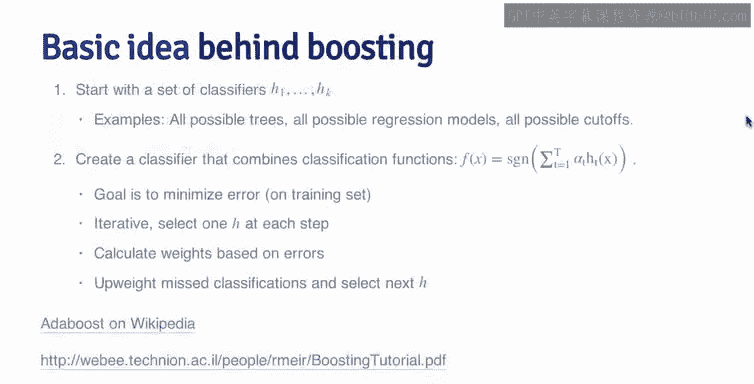 Basic idea behind boosting
1. Start with a set of classifiers h₁, …, hₖ
· Examples: All possible trees, all possible regression models, all possible cutoffs.
2. Create a classifier that combines classification functions: f(x) = sgn(∑ₜ₌₁ᵀ αₜhₜ(x)) .
· Goal is to minimize error (on training set)
· Iterative, select one h at each step
· Calculate weights based on errors
· Upweight missed classifications and select next h
Adaboost on Wikipedia
http://webee.technion.ac.il/people/rmeir/BoostingTutorial.pdf